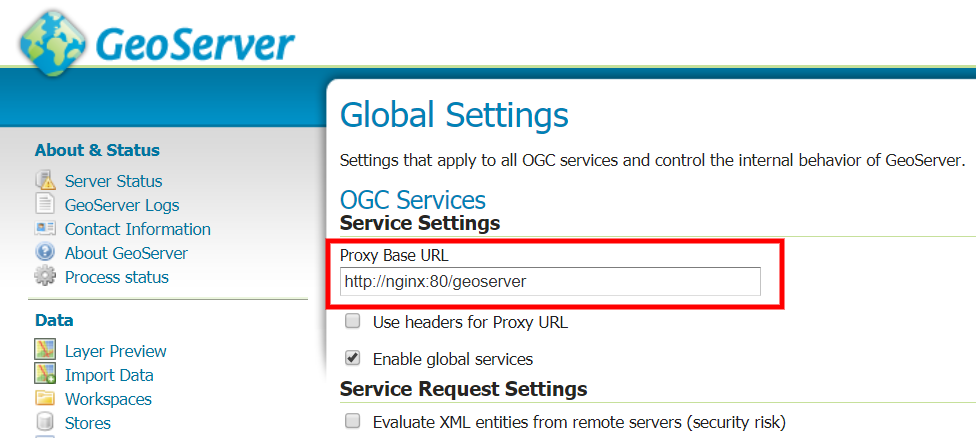 GeoServer
Global Settings
Settings that apply to all OGC services and control the internal behavior of GeoServer.
About & Status
Server Status
GeoServer Logs
Contact Information
About GeoServer
Process status
Data
Layer Preview
Import Data
Workspaces
Stores
OGC Services
Service Settings
Proxy Base URL
http://nginx:80/geoserver
Use headers for Proxy URL
Enable global services
Service Request Settings
Evaluate XML entities from remote servers (security risk)